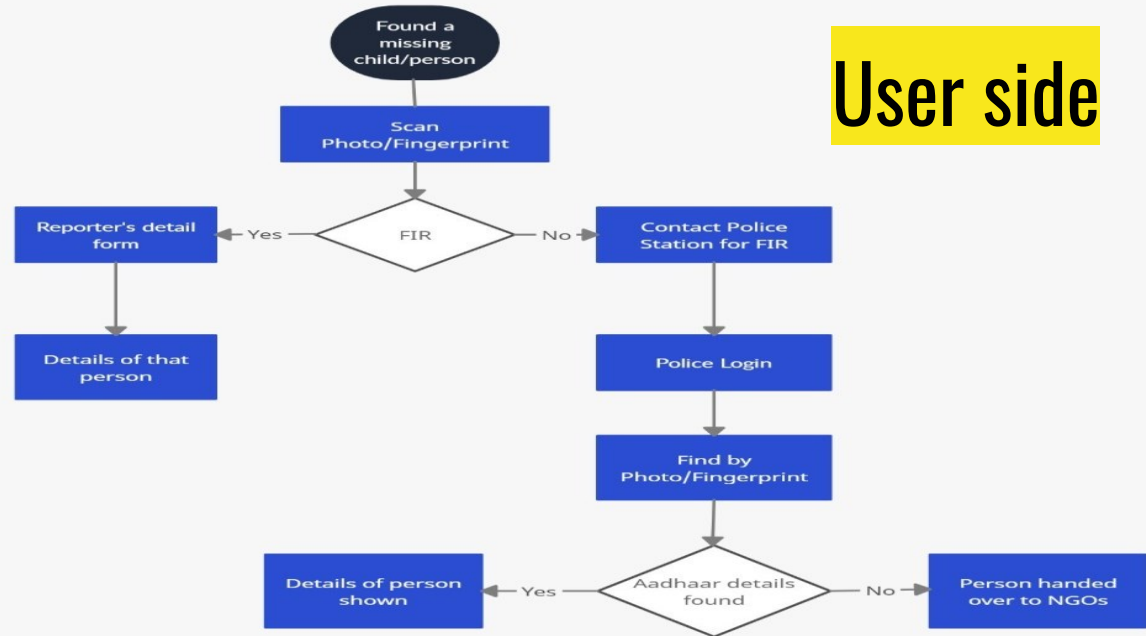 Found a
missing
child/person
User side
Scan
Photo/Fingerprint
Reporter's detail
form
Yes
FIR
No
Contact Police
Station for FIR
Details of that
person
Police Login
Find by
Photo/Fingerprint
Details of person
shown
Yes
Aadhaar details
found
No
Person handed
over to NGOs